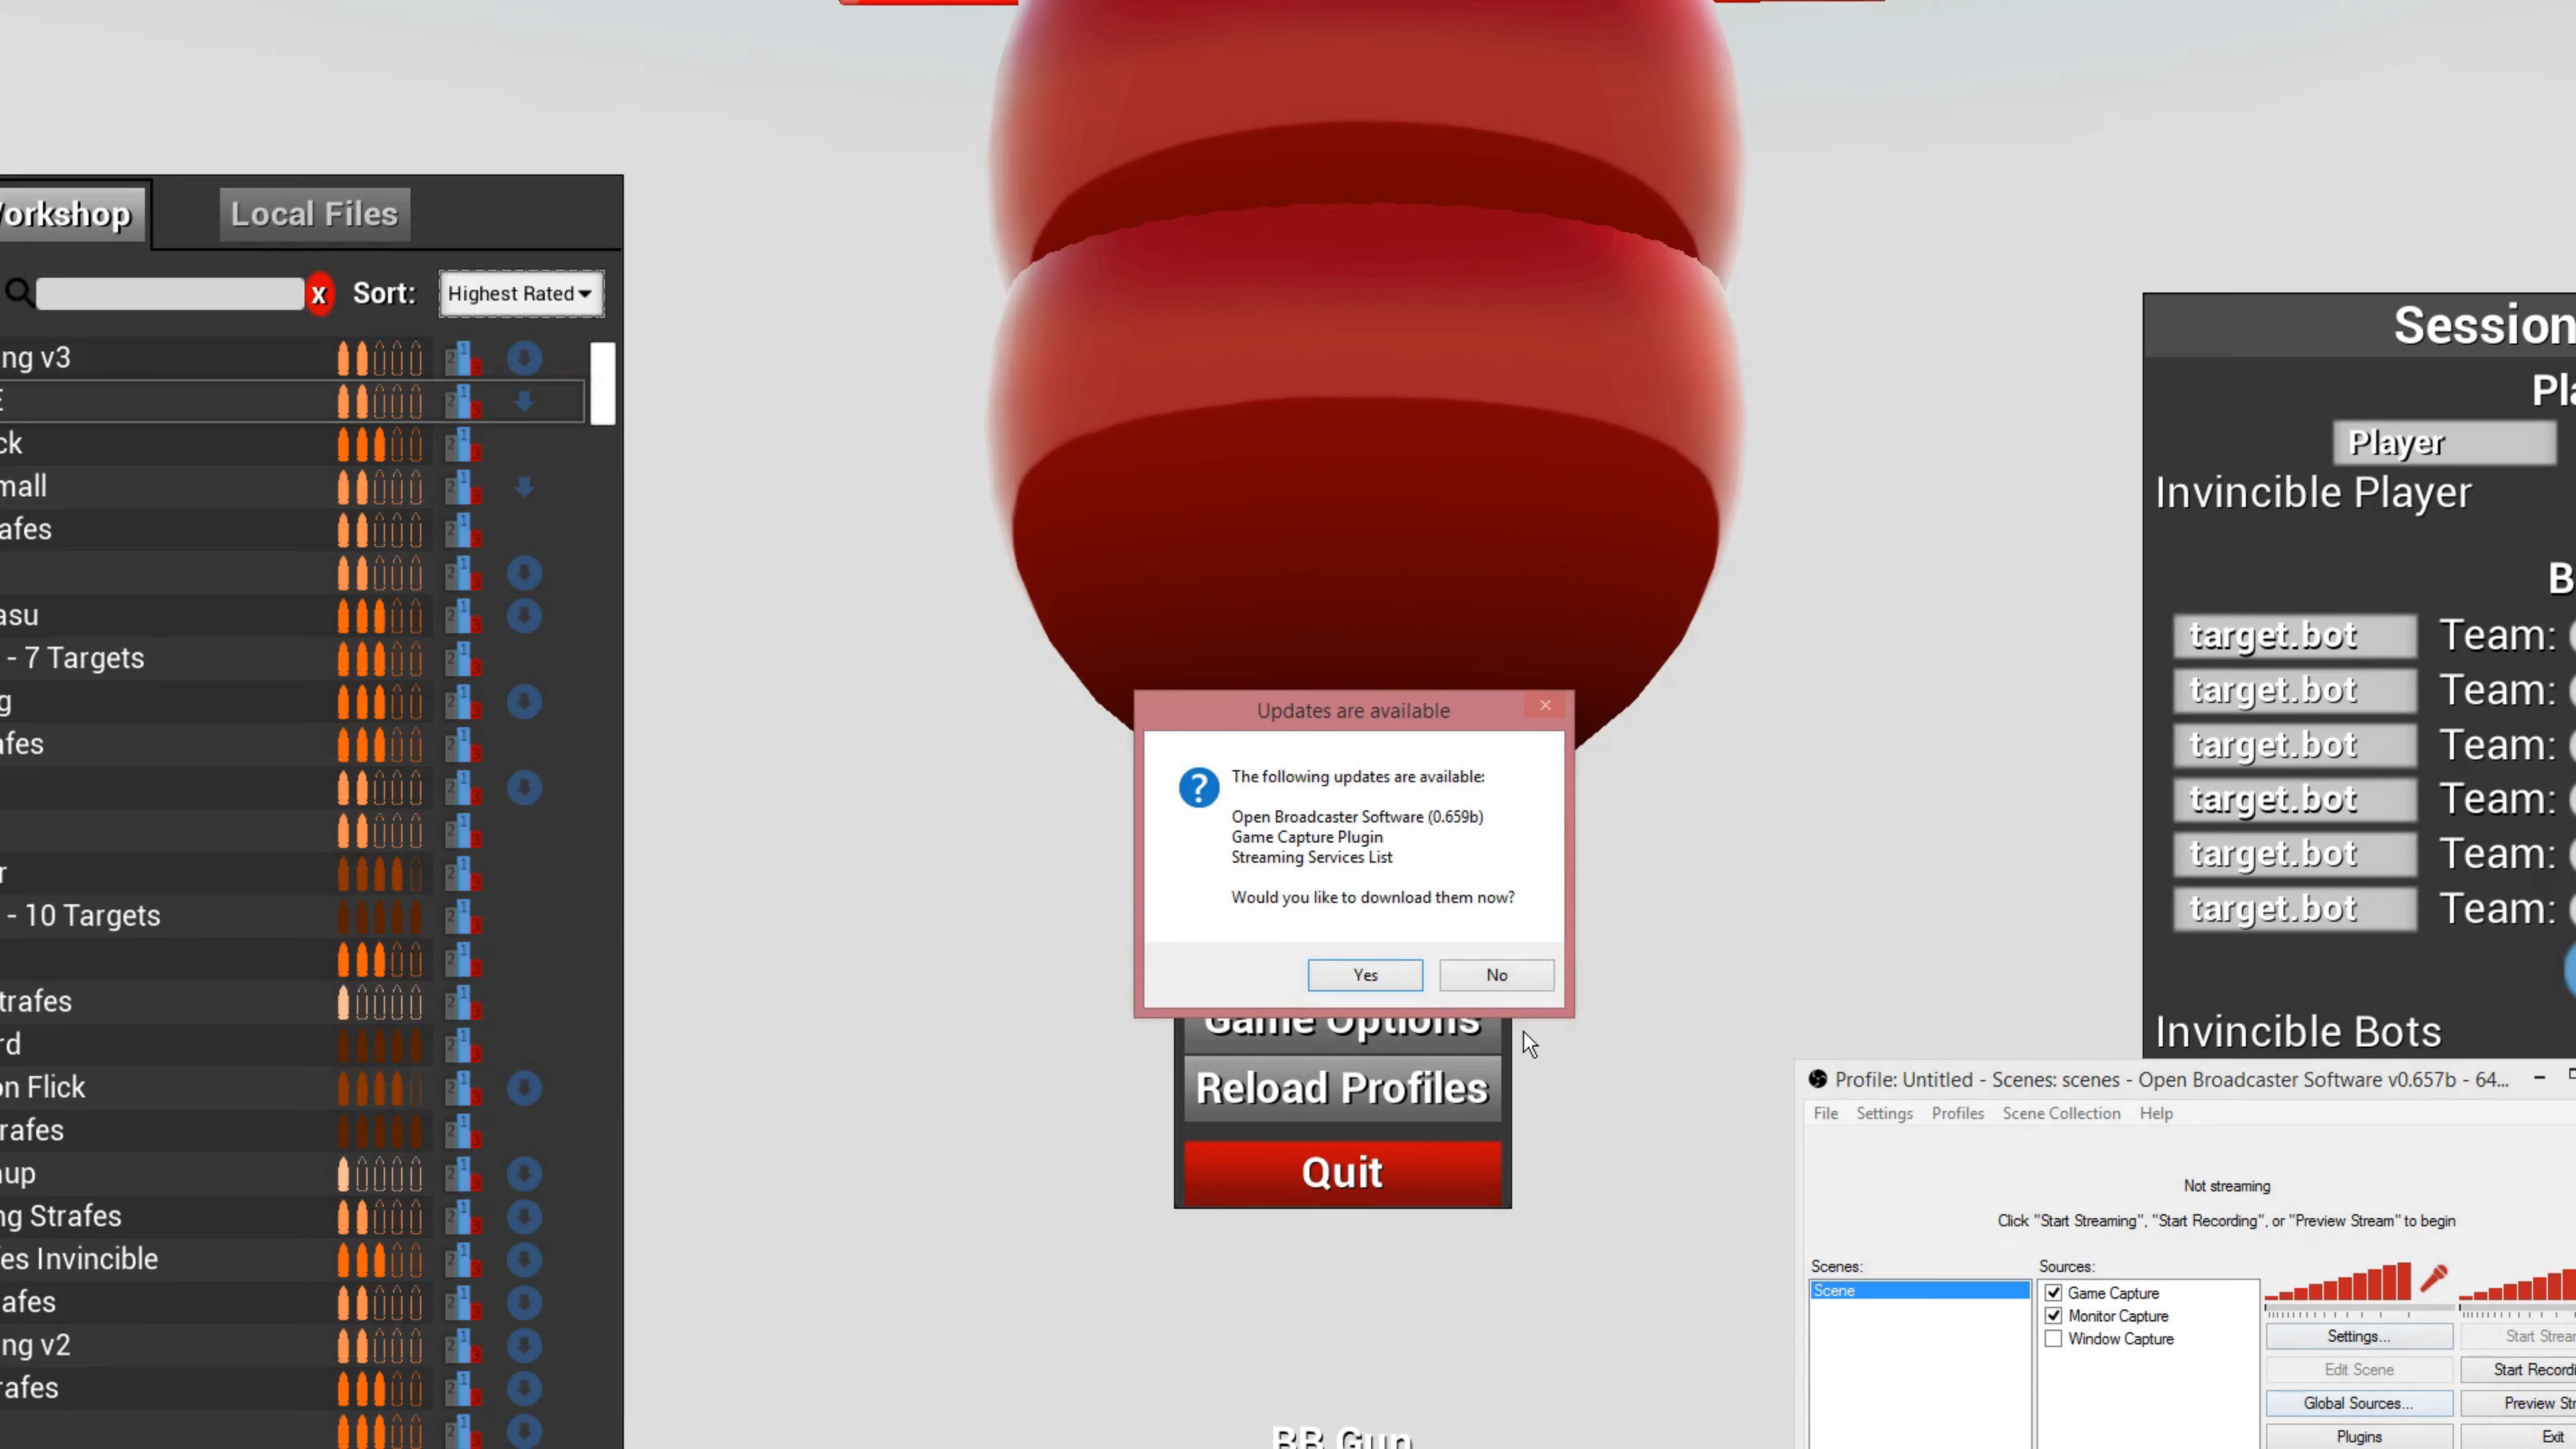 Workshop
Local Files
x
Sort:
Highest Rated
ng v3
E
ck
mall
afes
asu
- 7 Targets
g
afes
r
- 10 Targets
trafes
rd
on Flick
rafes
up
ng Strafes
es Invincible
afes
ng v2
rafes
Updates are available
The following updates are available:
Open Broadcaster Software (0.659b)
Game Capture Plugin
Streaming Services List
Would you like to download them now?
Yes
No
Game Options
Reload Profiles
Quit
BB Gun
Session
Pla
Player
Invincible Player
B
target.bot Team:
target.bot Team:
target.bot Team:
target.bot Team:
target.bot Team:
target.bot Team:
Invincible Bots
Profile: Untitled - Scenes: scenes - Open Broadcaster Software v0.657b - 64...
File Settings Profiles Scene Collection Help
Not streaming
Click "Start Streaming", "Start Recording", or "Preview Stream" to begin
Scenes:
Scene
Sources:
Game Capture
Monitor Capture
Window Capture
Settings... Start Strea
Edit Scene Start Recordi
Global Sources... Preview Str
Plugins Exit